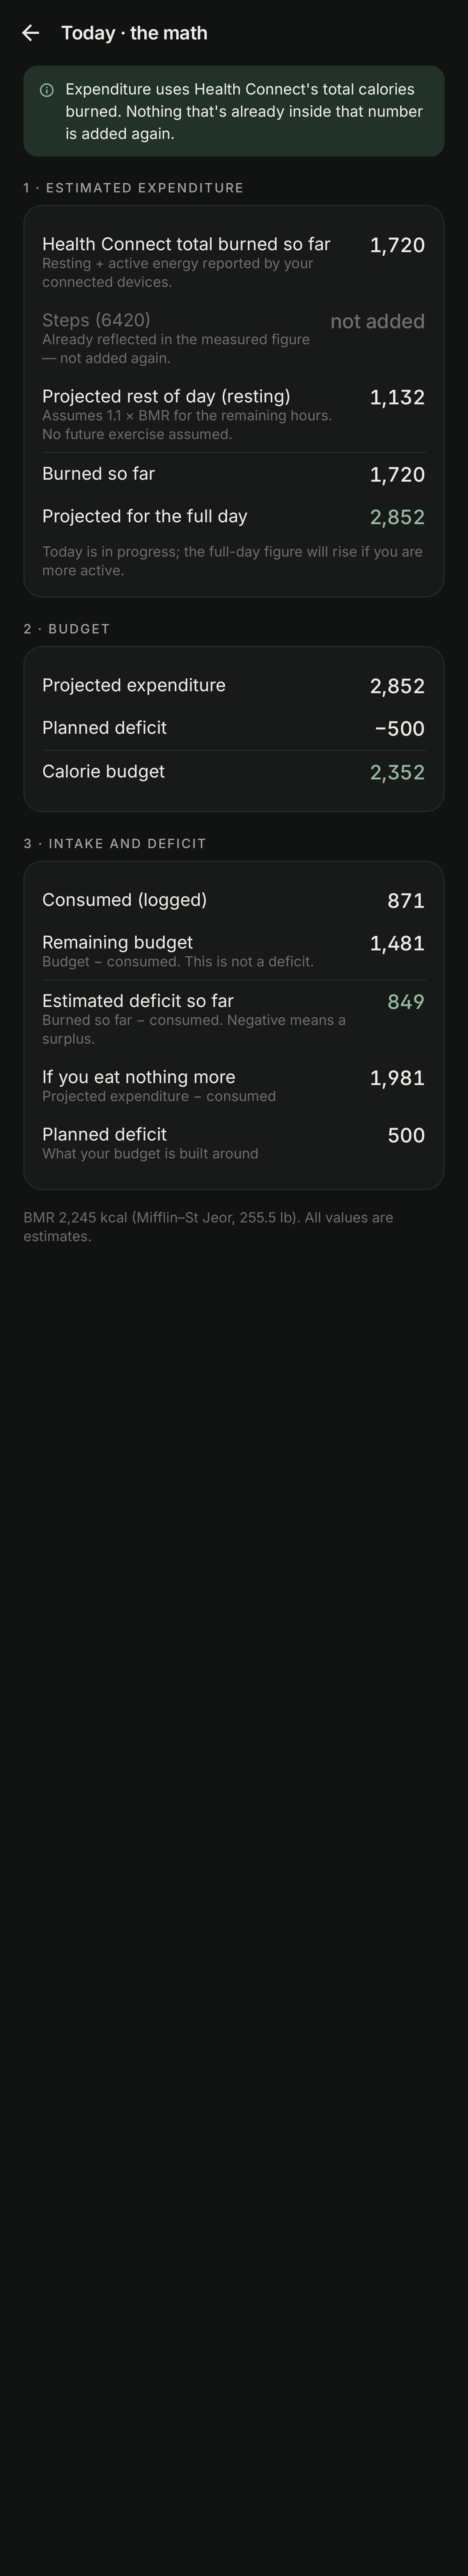 Today · the math
Expenditure uses Health Connect's total calories
burned. Nothing that's already inside that number
is added again.
1 · ESTIMATED EXPENDITURE
Health Connect total burned so far 1,720
Resting + active energy reported by your
connected devices.
Steps (6420) not added
Already reflected in the measured figure
— not added again.
Projected rest of day (resting) 1,132
Assumes 1.1 × BMR for the remaining hours.
No future exercise assumed.
Burned so far 1,720
Projected for the full day 2,852
Today is in progress; the full-day figure will rise if you are
more active.
2 · BUDGET
Projected expenditure 2,852
Planned deficit −500
Calorie budget 2,352
3 · INTAKE AND DEFICIT
Consumed (logged) 871
Remaining budget 1,481
Budget − consumed. This is not a deficit.
Estimated deficit so far 849
Burned so far − consumed. Negative means a
surplus.
If you eat nothing more 1,981
Projected expenditure − consumed
Planned deficit 500
What your budget is built around
BMR 2,245 kcal (Mifflin–St Jeor, 255.5 lb). All values are
estimates.